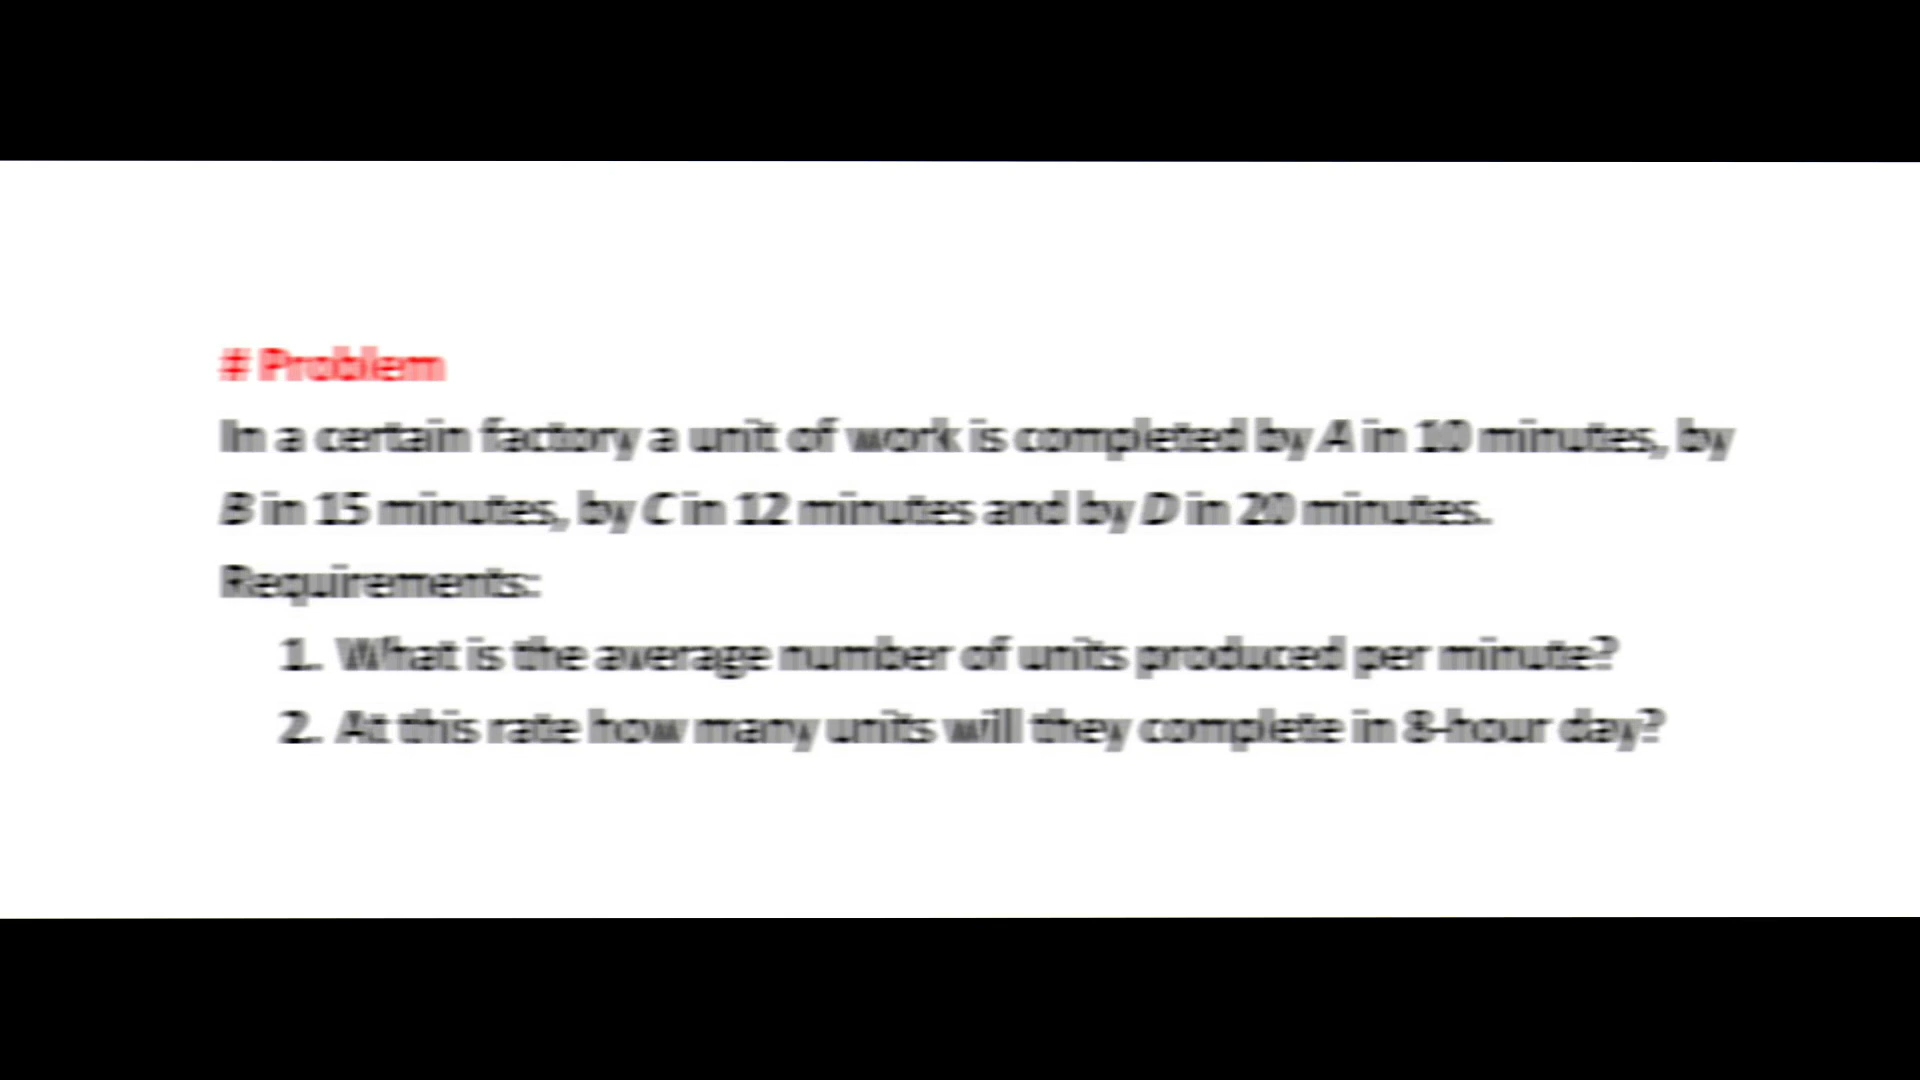 # Problem
In a certain factory a unit of work is completed by A in 10 minutes, by
B in 15 minutes, by C in 12 minutes and by D in 20 minutes.
Requirements:
1. What is the average number of units produced per minute?
2. At this rate how many units will they complete in 8-hour day?